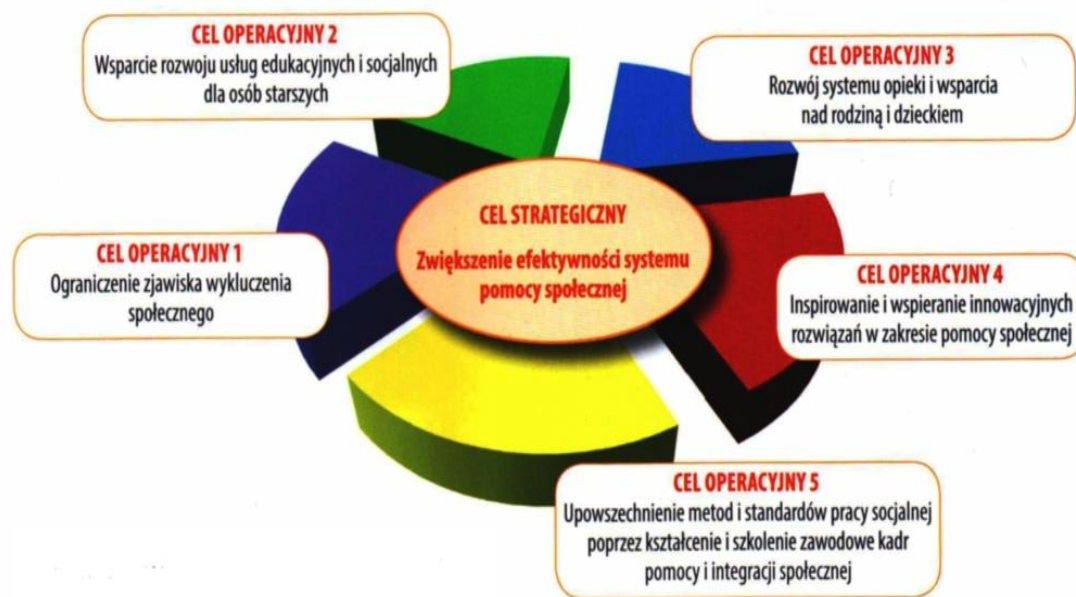 CEL OPERACYJNY 2
Wsparcie rozwoju usług edukacyjnych i socjalnych
dla osób starszych
CEL OPERACYJNY 3
Rozwój systemu opieki i wsparcia
nad rodziną i dzieckiem
CEL OPERACYJNY 1
Ograniczenie zjawiska wykluczenia
społecznego
CEL STRATEGICZNY
Zwiększenie efektywności systemu
pomocy społecznej
CEL OPERACYJNY 4
Inspirowanie i wspieranie innowacyjnych
rozwiązań w zakresie pomocy społecznej
CEL OPERACYJNY 5
Upowszechnienie metod i standardów pracy socjalnej
poprzez kształcenie i szkolenie zawodowe kadr
pomocy i integracji społecznej